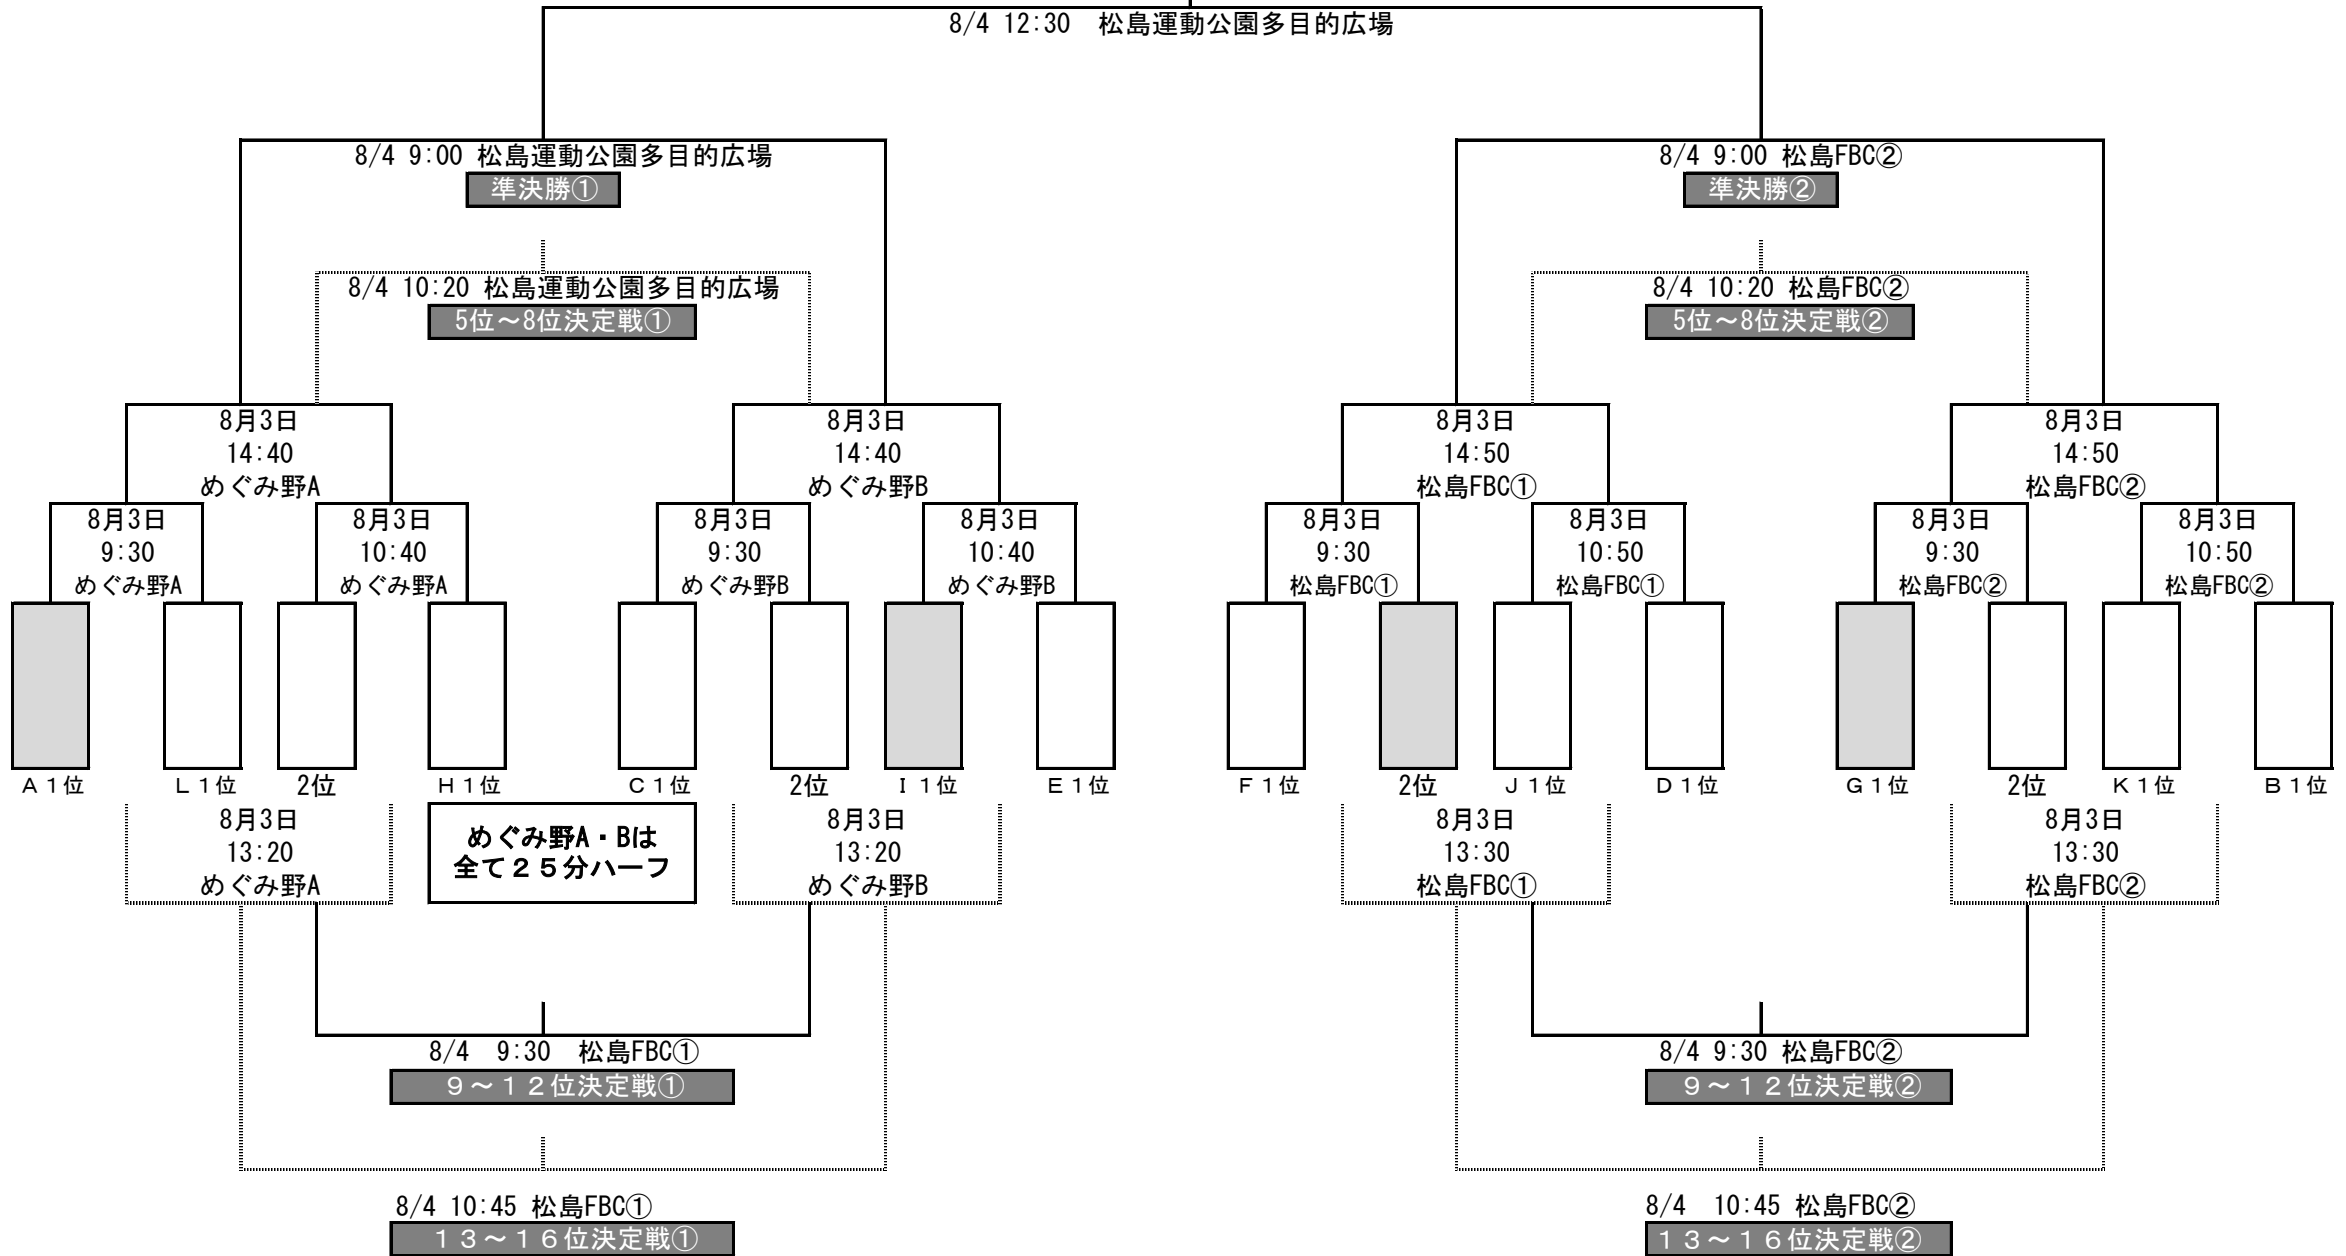 8/4 12:30　松島運動公園多目的広場
8/4 9:00 松島運動公園多目的広場
準決勝①
8/4 9:00 松島FBC②
準決勝②
8/4 10:20 松島運動公園多目的広場
5位～8位決定戦①
8/4 10:20 松島FBC②
5位～8位決定戦②
8月3日
14:40
めぐみ野A
8月3日
14:40
めぐみ野B
8月3日
14:50
松島FBC①
8月3日
14:50
松島FBC②
8月3日
9:30
めぐみ野A
8月3日
10:40
めぐみ野A
8月3日
9:30
めぐみ野B
8月3日
10:40
めぐみ野B
8月3日
9:30
松島FBC①
8月3日
10:50
松島FBC①
8月3日
9:30
松島FBC②
8月3日
10:50
松島FBC②
Ａ１位
Ｌ１位
2位
Ｈ１位
Ｃ１位
2位
Ｉ１位
Ｅ１位
Ｆ１位
2位
Ｊ１位
Ｄ１位
Ｇ１位
2位
Ｋ１位
Ｂ１位
8月3日
13:20
めぐみ野A
めぐみ野A・Bは
全て２５分ハーフ
8月3日
13:20
めぐみ野B
8月3日
13:30
松島FBC①
8月3日
13:30
松島FBC②
8/4　9:30　松島FBC①
９～１２位決定戦①
8/4 9:30 松島FBC②
９～１２位決定戦②
8/4 10:45 松島FBC①
１３～１６位決定戦①
8/4　10:45 松島FBC②
１３～１６位決定戦②